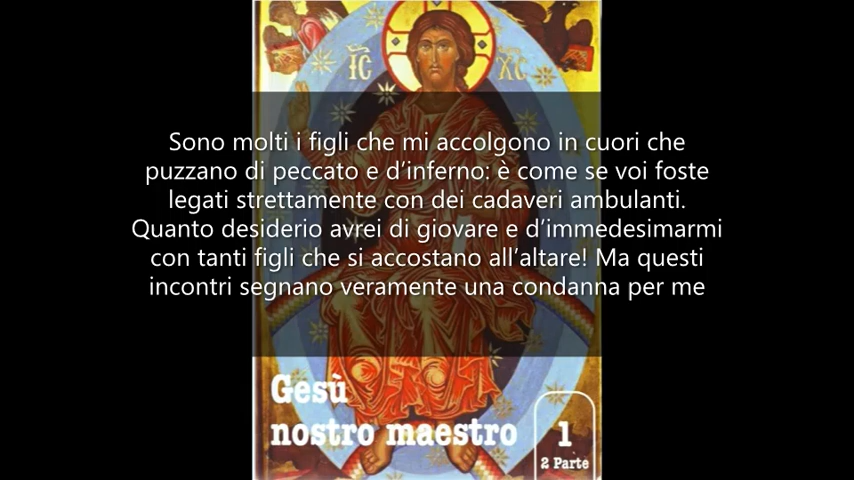 IC XC
Sono molti i figli che mi accolgono in cuori che
puzzano di peccato e d’inferno: è come se voi foste
legati strettamente con dei cadaveri ambulanti.
Quanto desiderio avrei di giovare e d’immedesimarmi
con tanti figli che si accostano all’altare! Ma questi
incontri segnano veramente una condanna per me
Gesù
nostro maestro
1
2 Parte